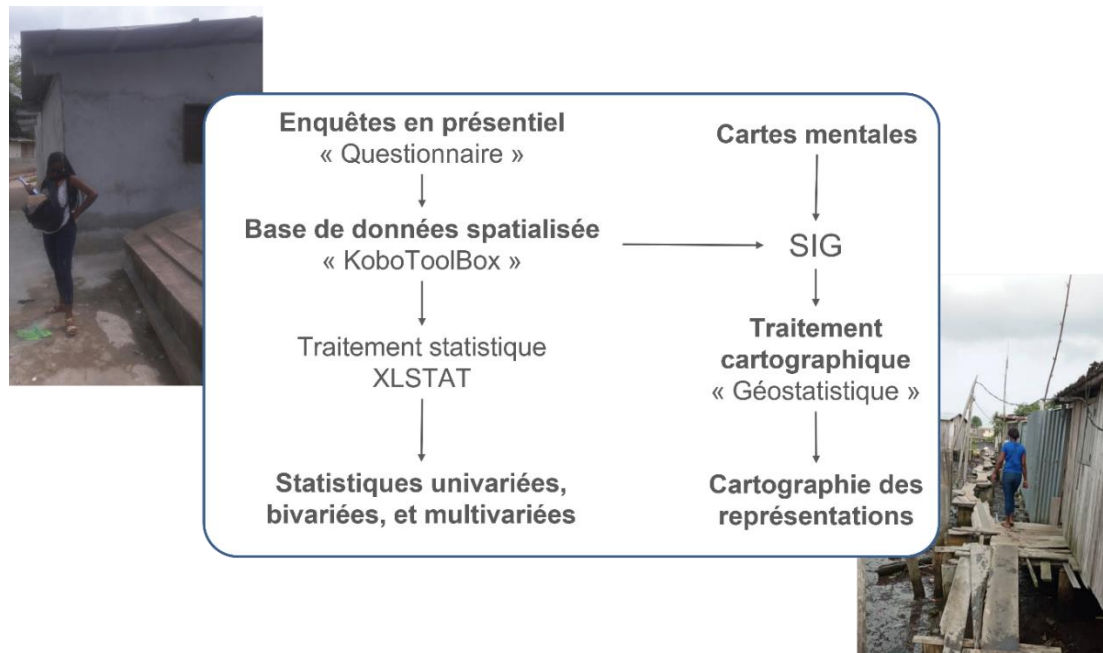 Enquêtes en présentiel
« Questionnaire »
Base de données spatialisée
« KoboToolBox »
Traitement statistique
XLSTAT
Statistiques univariées,
bivariées, et multivariées
Cartes mentales
SIG
Traitement
cartographique
« Géostatistique »
Cartographie des
représentations